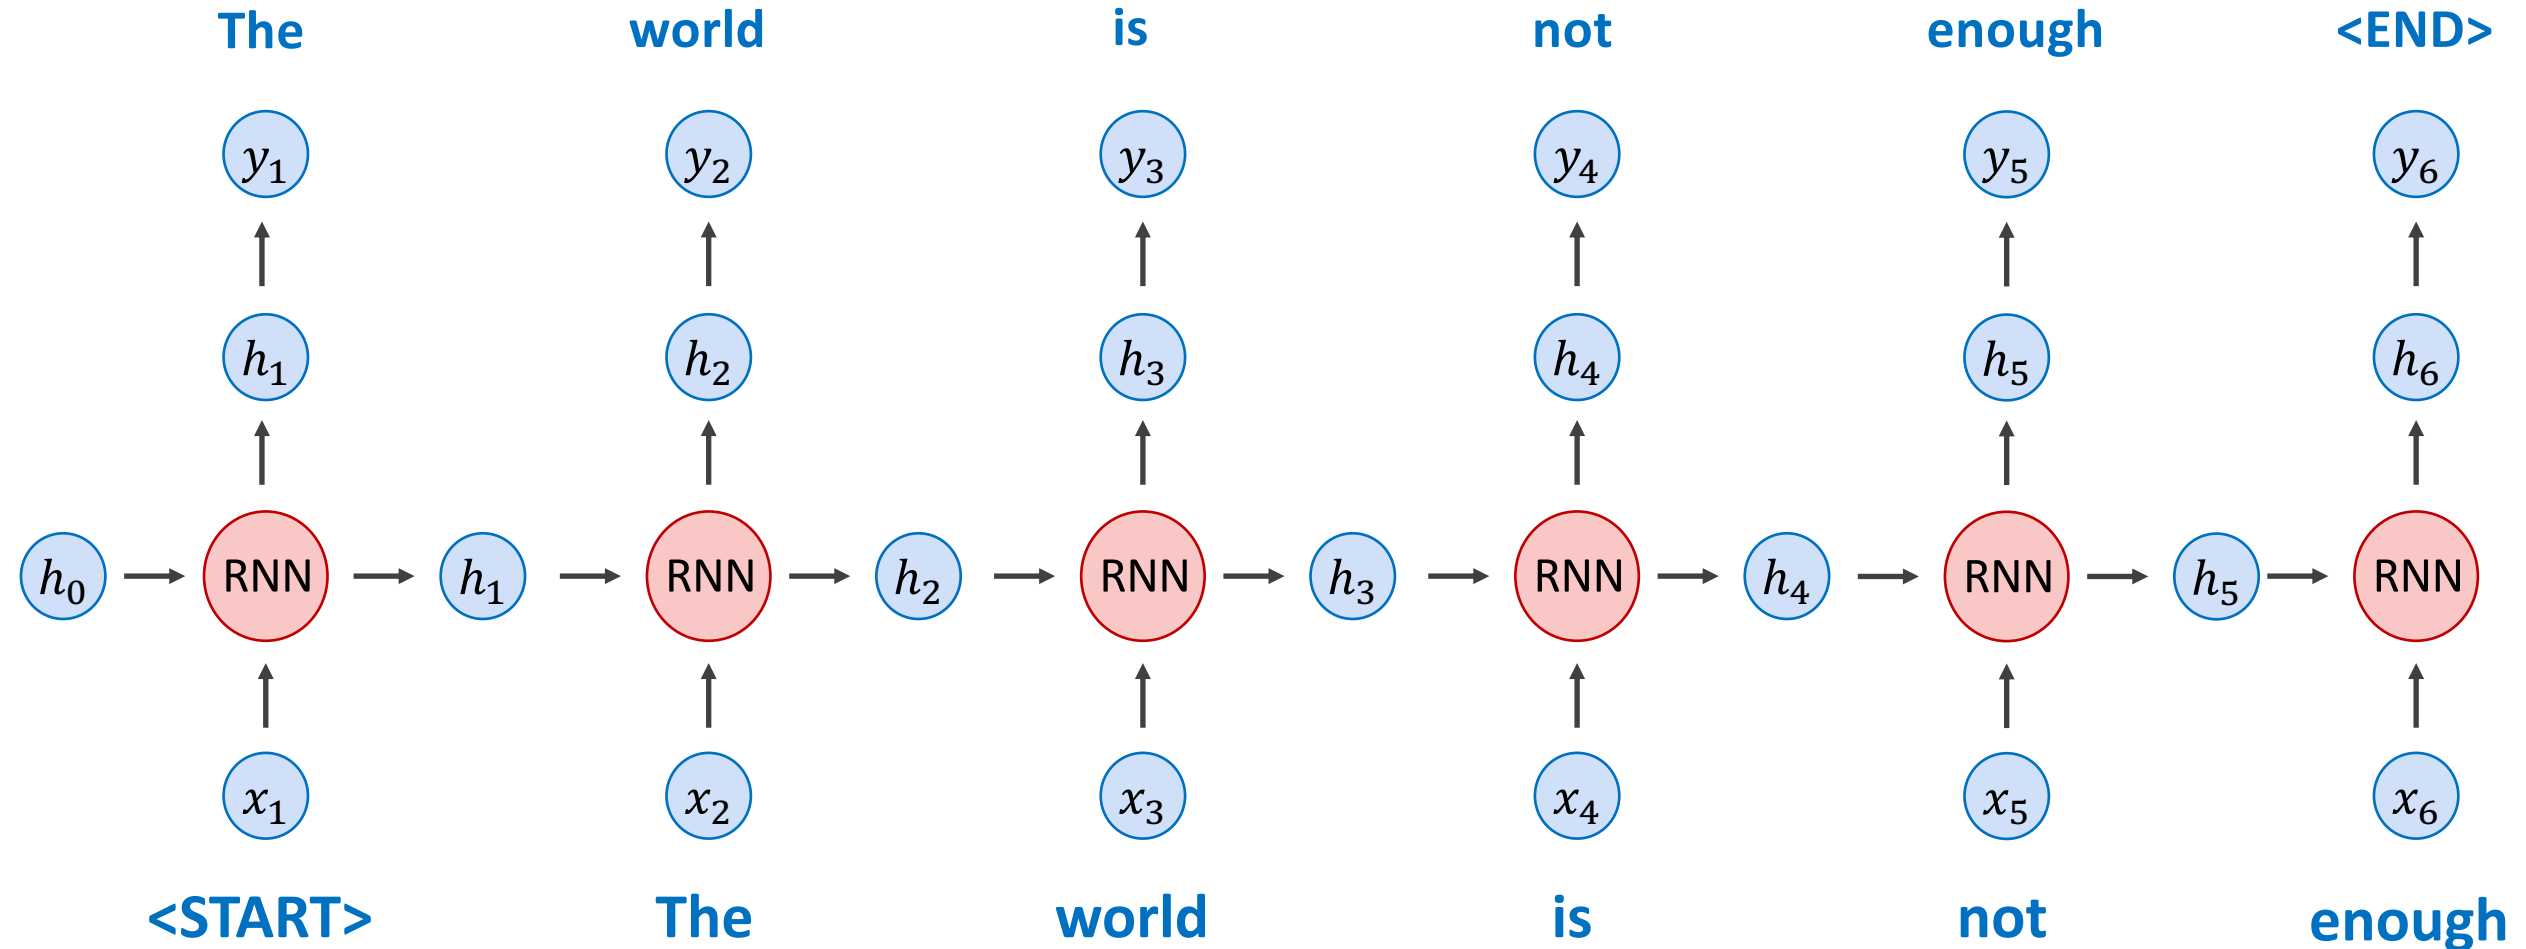 The world is not enough <END>
y₁ y₂ y₃ y₄ y₅ y₆
h₁ h₂ h₃ h₄ h₅ h₆
h₀ RNN h₁ RNN h₂ RNN h₃ RNN h₄ RNN h₅ RNN
x₁ x₂ x₃ x₄ x₅ x₆
<START> The world is not enough